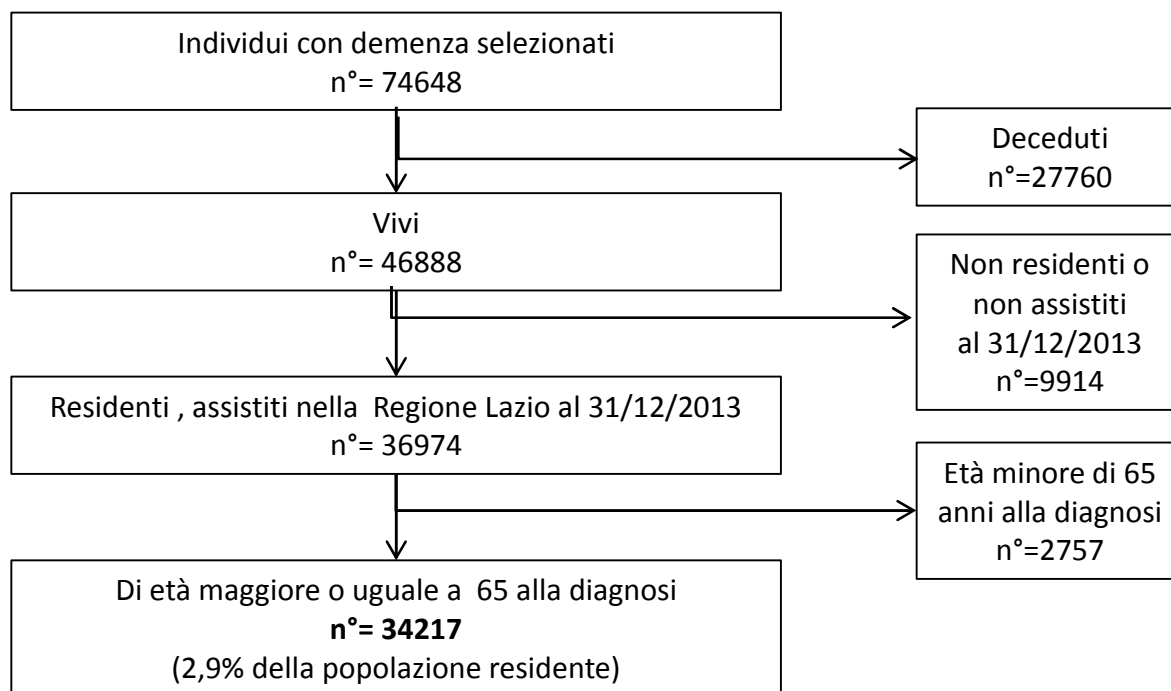 Individui con demenza selezionati
n°= 74648
Deceduti
n°=27760
Vivi
n°= 46888
Non residenti o
non assistiti
al 31/12/2013
n°=9914
Residenti , assistiti nella Regione Lazio al 31/12/2013
n°= 36974
Età minore di 65
anni alla diagnosi
n°=2757
Di età maggiore o uguale a 65 alla diagnosi
n°= 34217
(2,9% della popolazione residente)